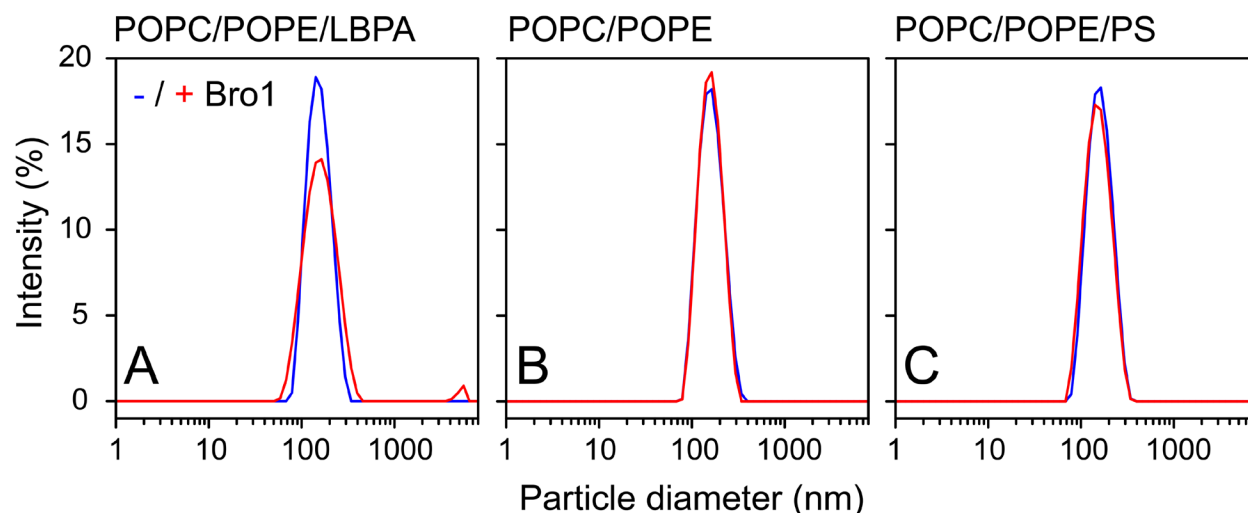 POPC/POPE/LBPA
POPC/POPE
POPC/POPE/PS
Intensity (%)
20
15
10
5
0
- / + Bro1
A
B
C
1 10 100 1000
1 10 100 1000
1 10 100 1000
Particle diameter (nm)